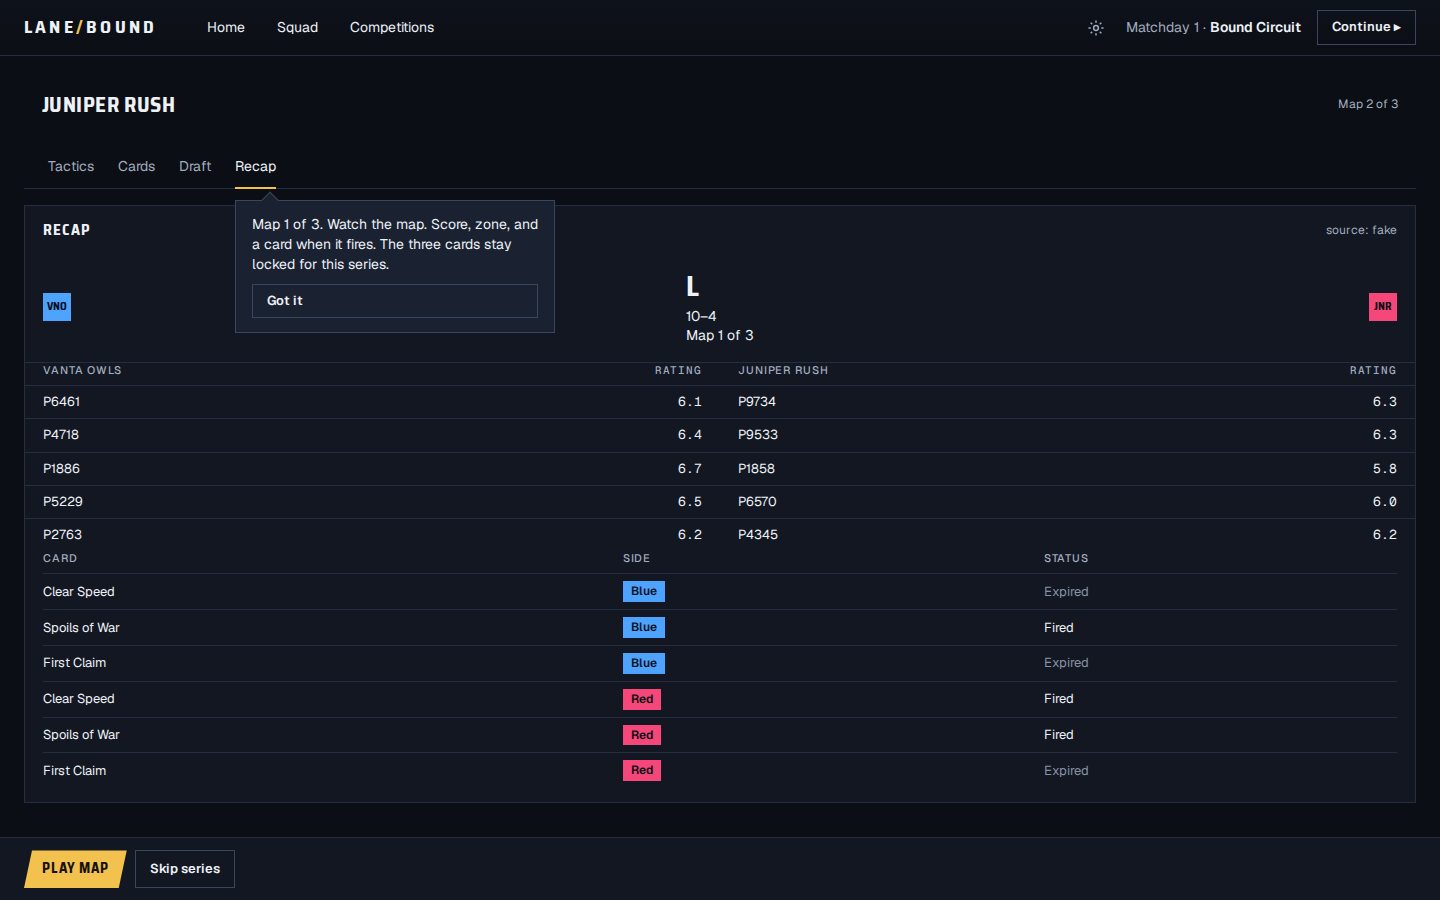 LANE/BOUND
Home
Squad
Competitions
Matchday 1 · Bound Circuit
Continue ▸
JUNIPER RUSH
Map 2 of 3
Tactics
Cards
Draft
Recap
RECAP
source: fake
Map 1 of 3. Watch the map. Score, zone, and
a card when it fires. The three cards stay
locked for this series.
Got it
VNO
L
10–4
Map 1 of 3
JNR
VANTA OWLS RATING JUNIPER RUSH RATING
P6461 6.1 P9734 6.3
P4718 6.4 P9533 6.3
P1886 6.7 P1858 5.8
P5229 6.5 P6570 6.0
P2763 6.2 P4345 6.2
CARD SIDE STATUS
Clear Speed Blue Expired
Spoils of War Blue Fired
First Claim Blue Expired
Clear Speed Red Fired
Spoils of War Red Fired
First Claim Red Expired
PLAY MAP
Skip series